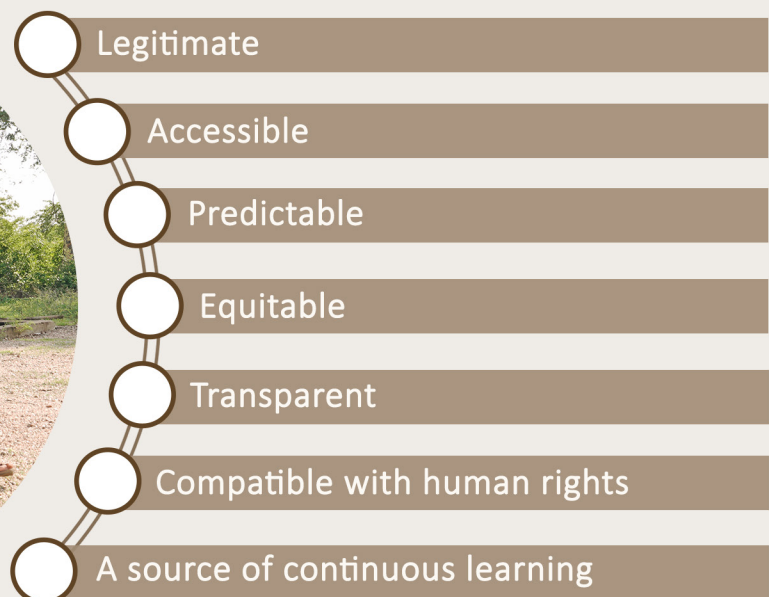 Legitimate
Accessible
Predictable
Equitable
Transparent
Compatible with human rights
A source of continuous learning